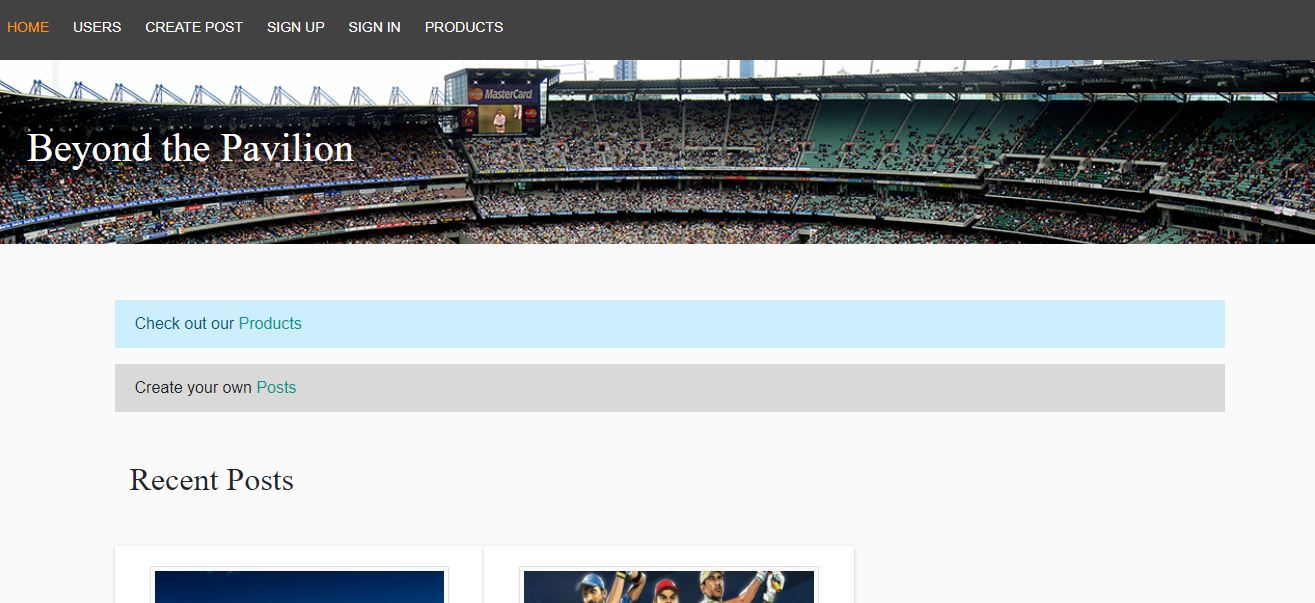 HOME USERS CREATE POST SIGN UP SIGN IN PRODUCTS
MasterCard
Beyond the Pavilion
Check out our Products
Create your own Posts
Recent Posts